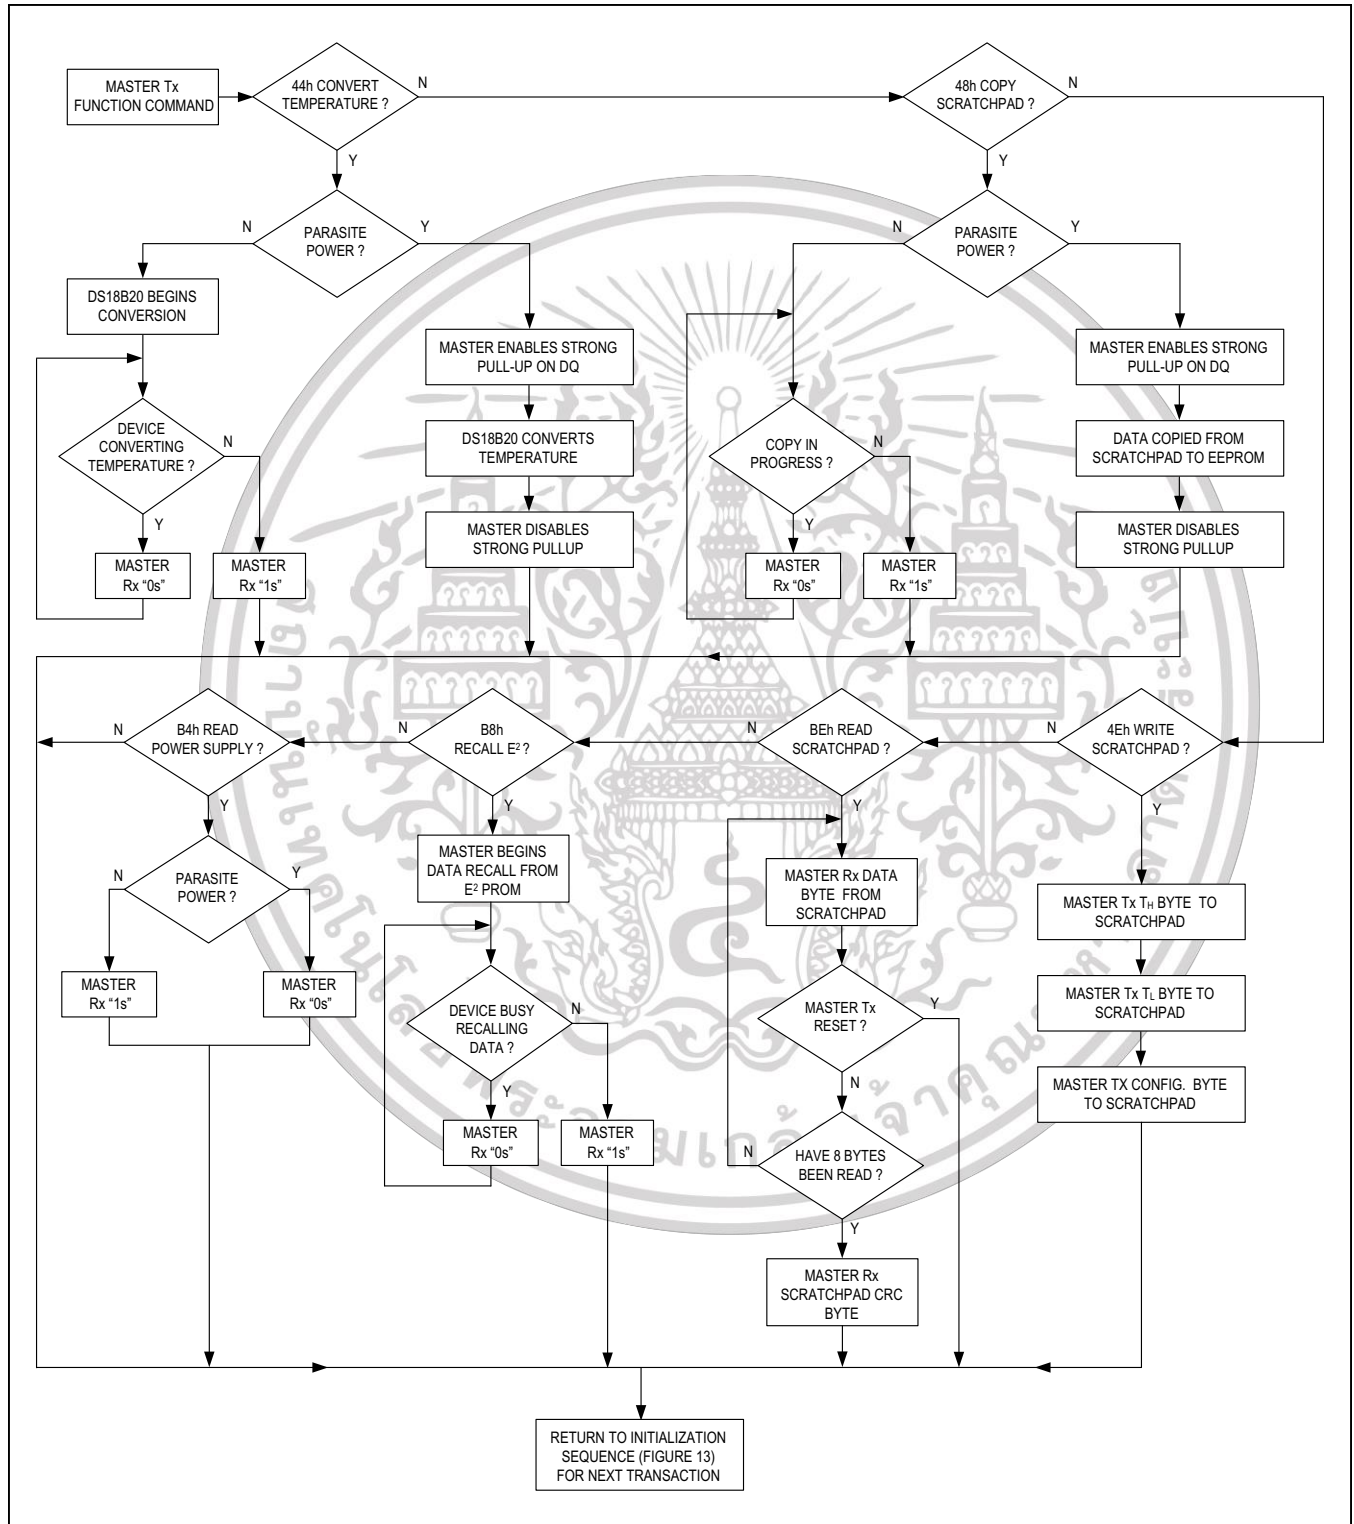 MASTER Tx
FUNCTION COMMAND
44h CONVERT
TEMPERATURE ?
N
48h COPY
SCRATCHPAD ?
N
Y
Y
N
PARASITE
POWER ?
Y
N
PARASITE
POWER ?
Y
DS18B20 BEGINS
CONVERSION
MASTER ENABLES STRONG
PULL-UP ON DQ
MASTER ENABLES STRONG
PULL-UP ON DQ
DEVICE
CONVERTING
TEMPERATURE ?
N
DS18B20 CONVERTS
TEMPERATURE
COPY IN
PROGRESS ?
N
DATA COPIED FROM
SCRATCHPAD TO EEPROM
Y
MASTER DISABLES
STRONG PULLUP
Y
MASTER DISABLES
STRONG PULLUP
MASTER
Rx “0s”
MASTER
Rx “1s”
MASTER
Rx “0s”
MASTER
Rx “1s”
N
B4h READ
POWER SUPPLY ?
N
B8h
RECALL E² ?
N
BEh READ
SCRATCHPAD ?
N
4Eh WRITE
SCRATCHPAD ?
Y
Y
Y
Y
N
PARASITE
POWER ?
Y
MASTER BEGINS
DATA RECALL FROM
E² PROM
MASTER Rx DATA
BYTE FROM
SCRATCHPAD
MASTER Tx TH BYTE TO
SCRATCHPAD
MASTER
Rx “1s”
MASTER
Rx “0s”
DEVICE BUSY
RECALLING
DATA ?
N
MASTER Tx
RESET ?
Y
MASTER Tx TL BYTE TO
SCRATCHPAD
Y
N
MASTER TX CONFIG. BYTE
TO SCRATCHPAD
MASTER
Rx “0s”
MASTER
Rx “1s”
N
HAVE 8 BYTES
BEEN READ ?
Y
MASTER Rx
SCRATCHPAD CRC
BYTE
RETURN TO INITIALIZATION
SEQUENCE (FIGURE 13)
FOR NEXT TRANSACTION